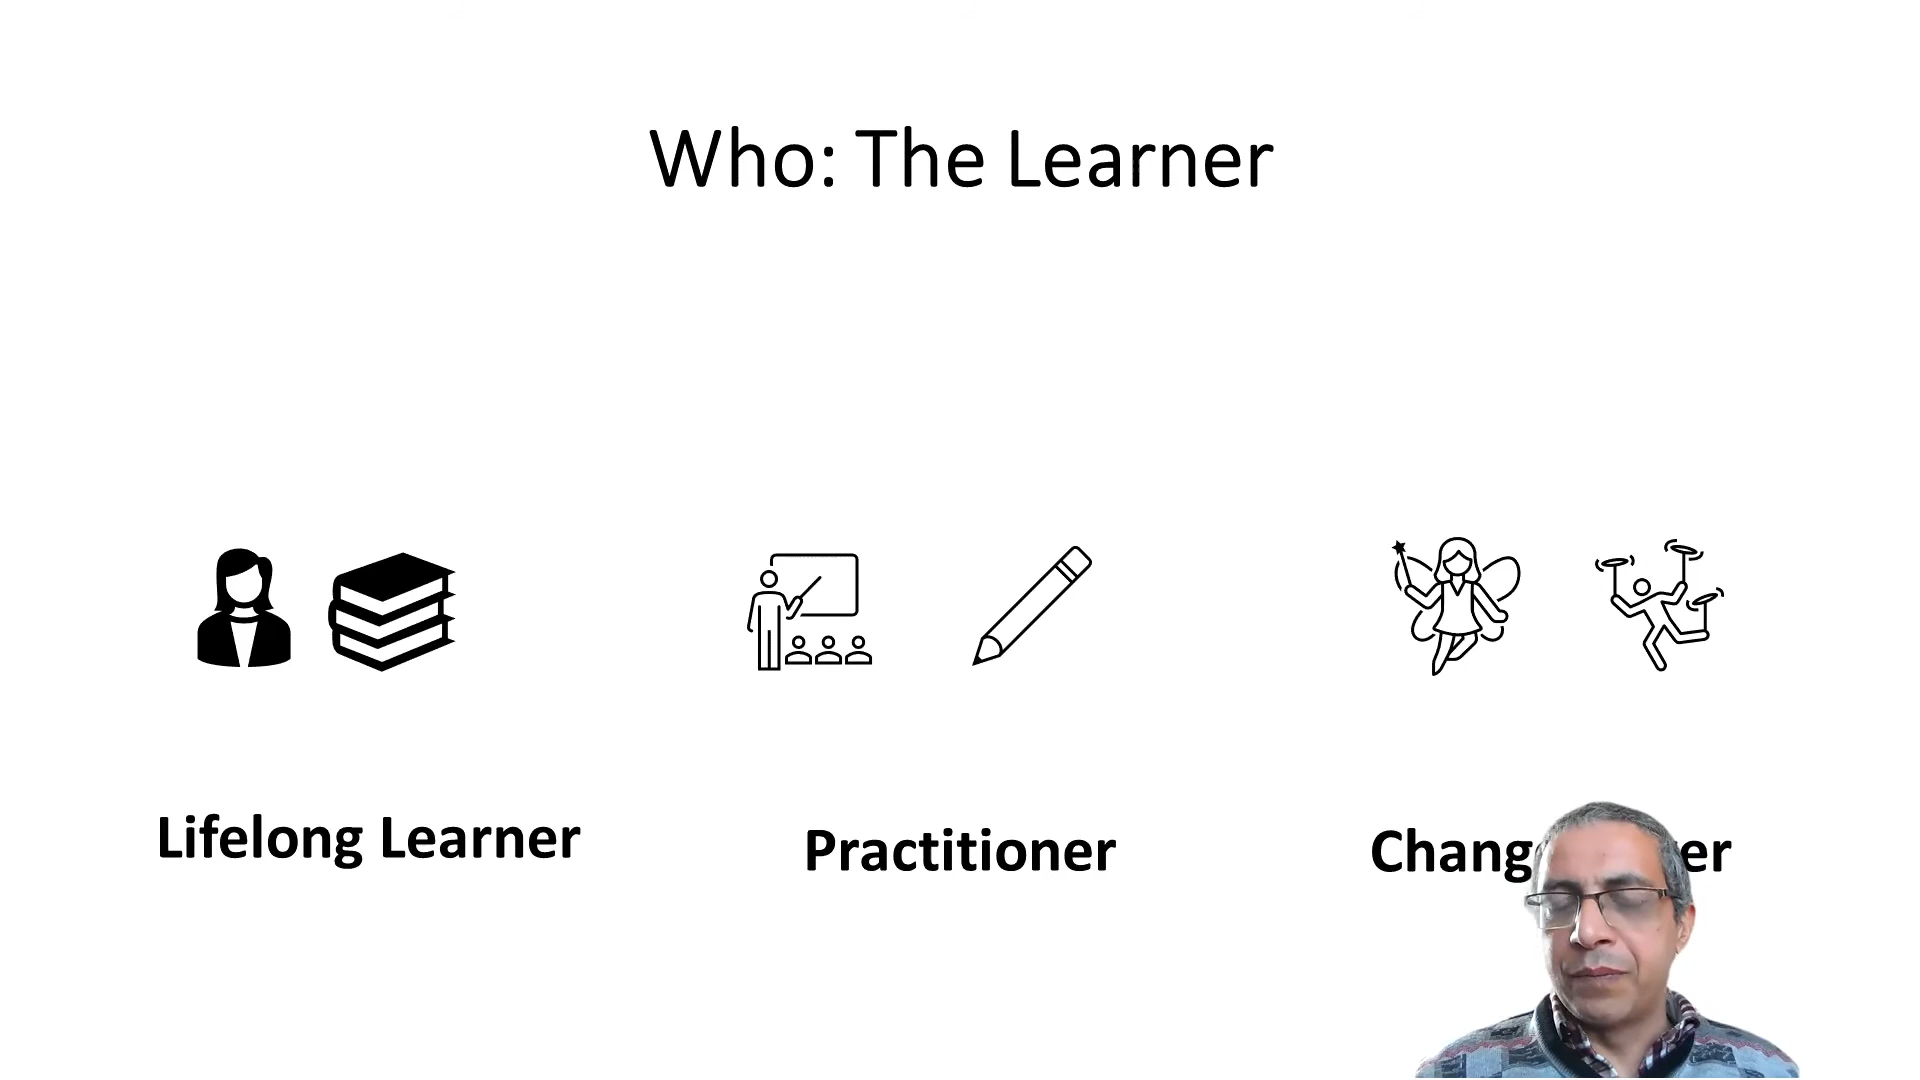 Who: The Learner
Lifelong Learner
Practitioner